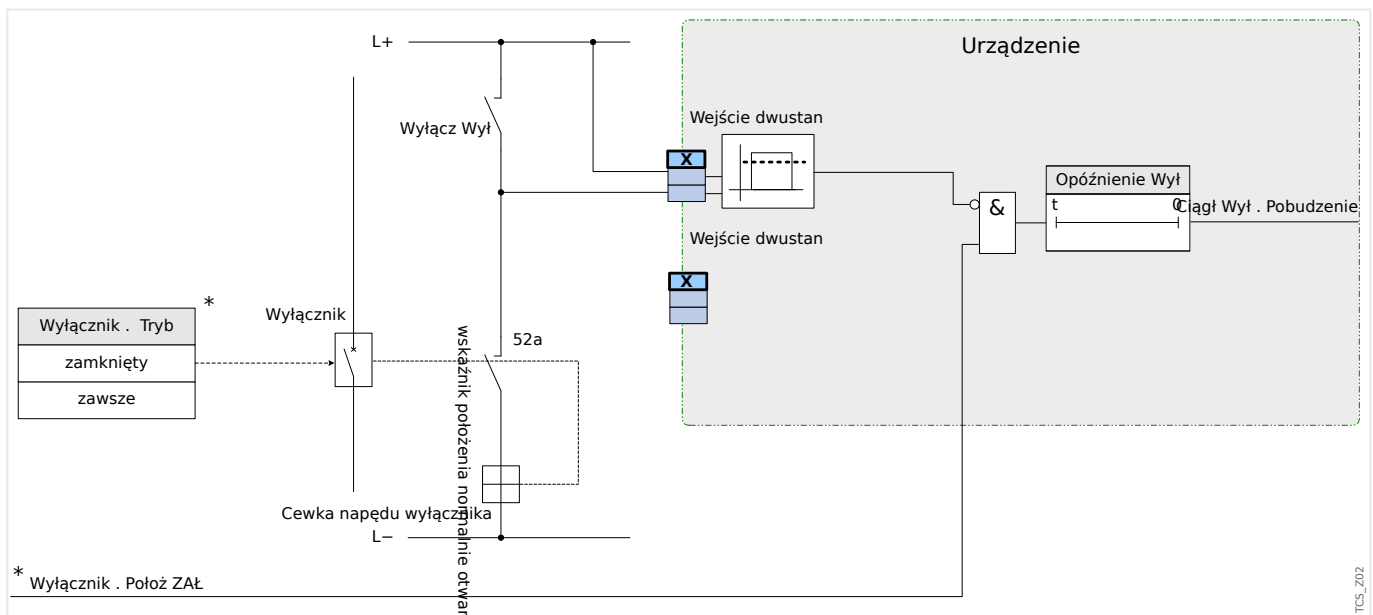 L+
Urządzenie
Wyłącz Wył
Wejście dwustan
X
Opóźnienie Wył
t
0
&
Ciągł Wył . Pobudzenie
Wejście dwustan
X
*
Wyłącznik . Tryb
zamknięty
zawsze
Wyłącznik
*
52a
wskaźnik położenia normalnie otwar
Cewka napędu wyłącznika
L−
* Wyłącznik . Położ ZAŁ
TCS_Z02